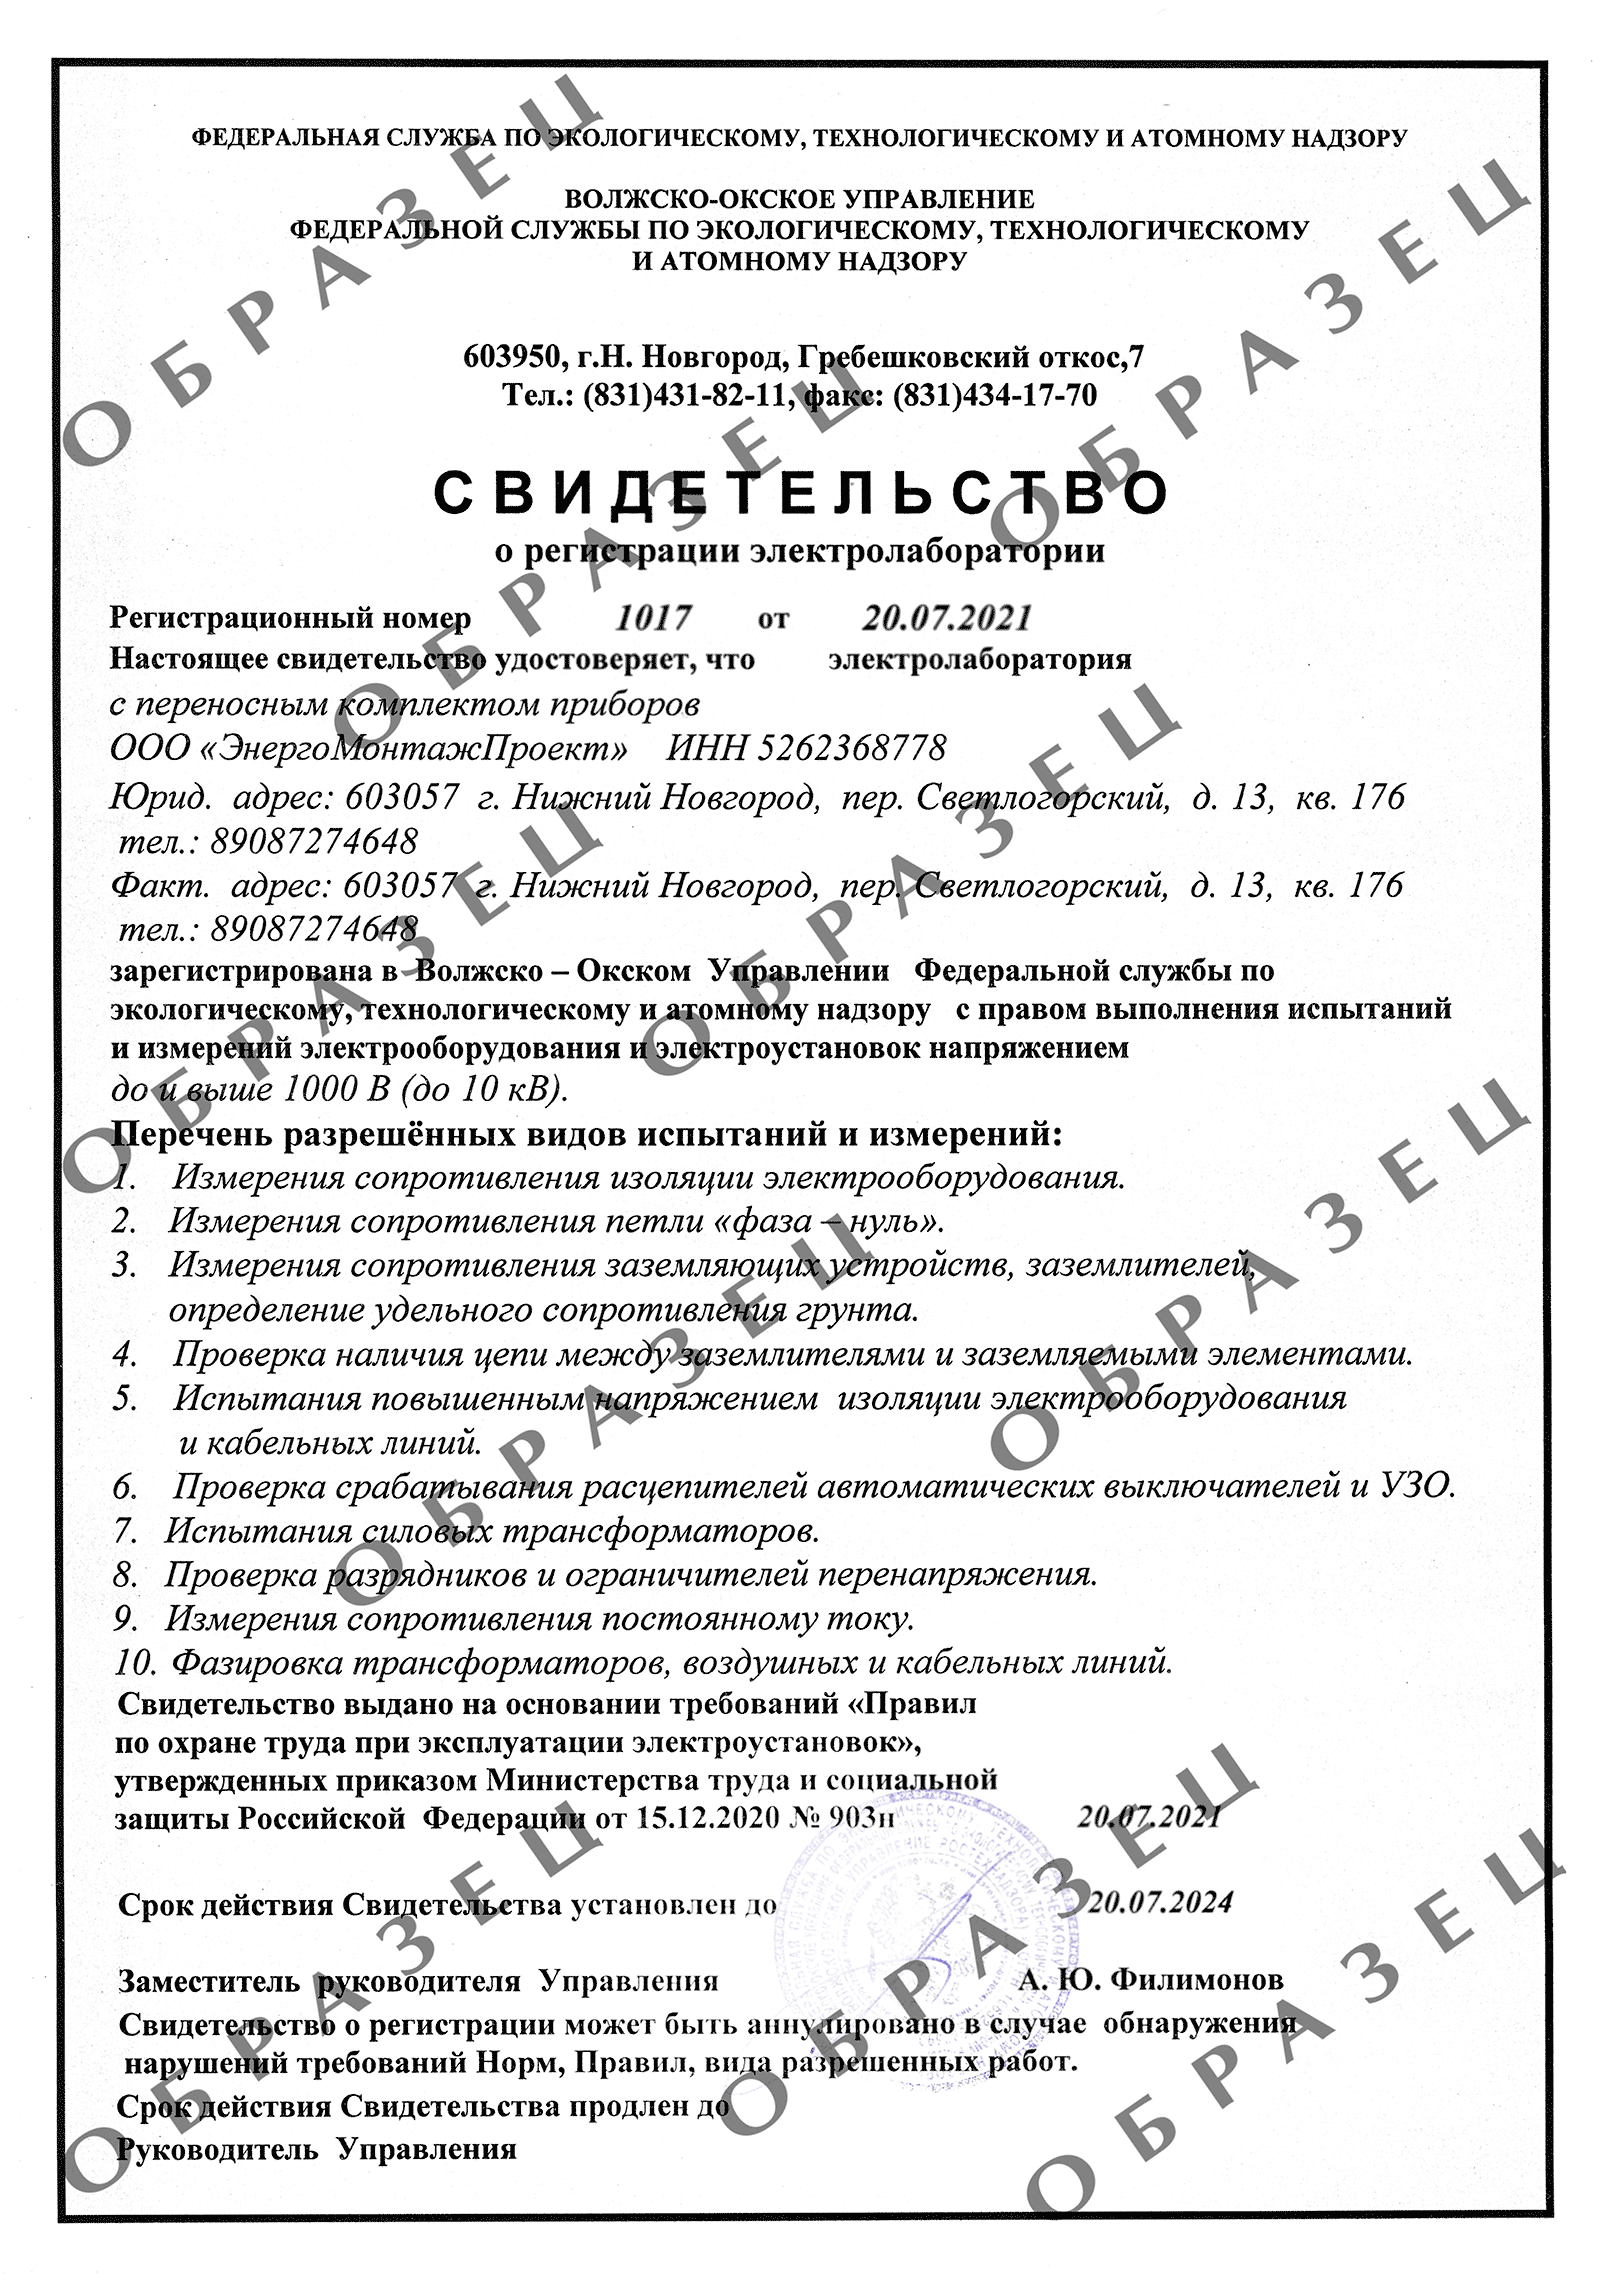 ФЕДЕРАЛЬНАЯ СЛУЖБА ПО ЭКОЛОГИЧЕСКОМУ, ТЕХНОЛОГИЧЕСКОМУ И АТОМНОМУ НАДЗОРУ
ВОЛЖСКО-ОКСКОЕ УПРАВЛЕНИЕ
ФЕДЕРАЛЬНОЙ СЛУЖБЫ ПО ЭКОЛОГИЧЕСКОМУ, ТЕХНОЛОГИЧЕСКОМУ
И АТОМНОМУ НАДЗОРУ
603950, г.Н. Новгород, Гребешковский откос,7
Тел.: (831)431-82-11, факс: (831)434-17-70
СВИДЕТЕЛЬСТВО
о регистрации электролаборатории
Регистрационный номер 1017 от 20.07.2021
Настоящее свидетельство удостоверяет, что электролаборатория
с переносным комплектом приборов
ООО «ЭнергоМонтажПроект» ИНН 5262368778
Юрид. адрес: 603057 г. Нижний Новгород, пер. Светлогорский, д. 13, кв. 176
тел.: 89087274648
Факт. адрес: 603057 г. Нижний Новгород, пер. Светлогорский, д. 13, кв. 176
тел.: 89087274648
зарегистрирована в Волжско – Окском Управлении Федеральной службы по
экологическому, технологическому и атомному надзору с правом выполнения испытаний
и измерений электрооборудования и электроустановок напряжением
до и выше 1000 В (до 10 кВ).
Перечень разрешённых видов испытаний и измерений:
1. Измерения сопротивления изоляции электрооборудования.
2. Измерения сопротивления петли «фаза – нуль».
3. Измерения сопротивления заземляющих устройств, заземлителей,
определение удельного сопротивления грунта.
4. Проверка наличия цепи между заземлителями и заземляемыми элементами.
5. Испытания повышенным напряжением изоляции электрооборудования
и кабельных линий.
6. Проверка срабатывания расцепителей автоматических выключателей и УЗО.
7. Испытания силовых трансформаторов.
8. Проверка разрядников и ограничителей перенапряжения.
9. Измерения сопротивления постоянному току.
10. Фазировка трансформаторов, воздушных и кабельных линий.
Свидетельство выдано на основании требований «Правил
по охране труда при эксплуатации электроустановок»,
утвержденных приказом Министерства труда и социальной
защиты Российской Федерации от 15.12.2020 № 903н 20.07.2021
Срок действия Свидетельства установлен до 20.07.2024
Заместитель руководителя Управления А. Ю. Филимонов
Свидетельство о регистрации может быть аннулировано в случае обнаружения
нарушений требований Норм, Правил, вида разрешенных работ.
Срок действия Свидетельства продлен до
Руководитель Управления
ОБРАЗЕЦ
ОБРАЗЕЦ
ОБРАЗЕЦ
ОБРАЗЕЦ
ОБРАЗЕЦ
ОБРАЗЕЦ
ОБРАЗЕЦ
ОБРАЗЕЦ
ОБРАЗЕЦ
ОБРАЗЕЦ